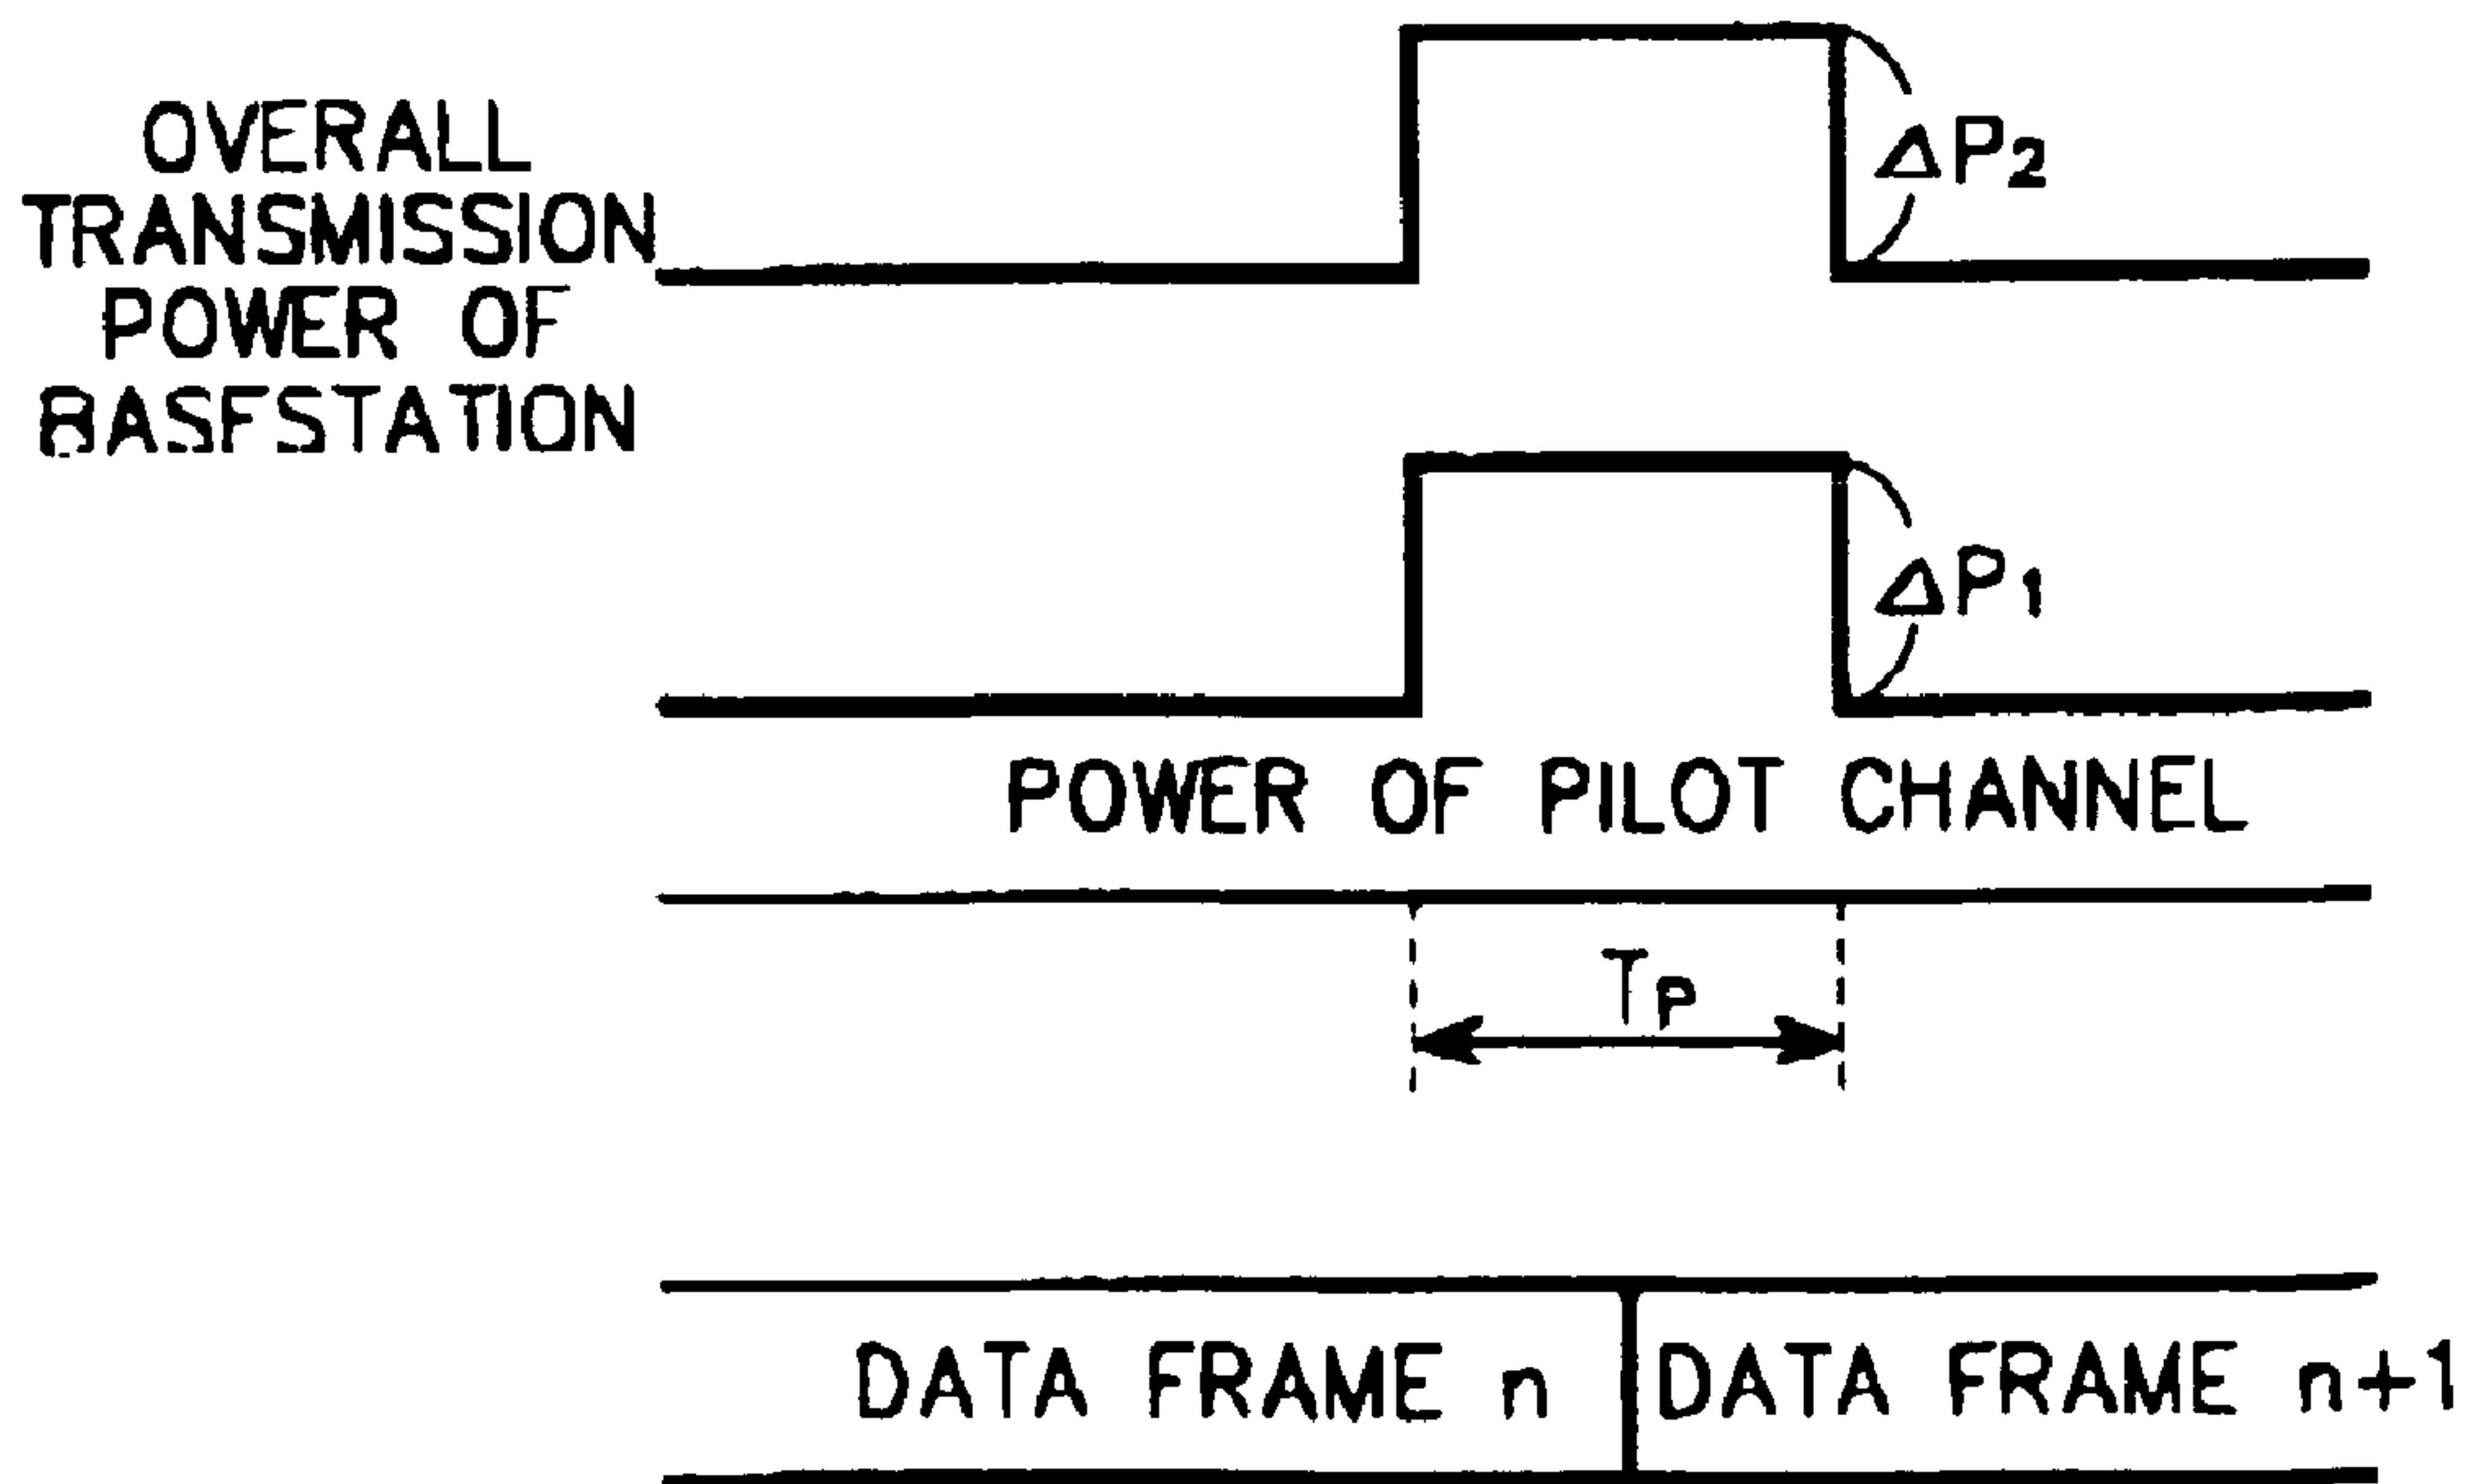 OVERALL
TRANSMISSION
POWER OF
BASFSTATION
ΔP2
ΔP1
POWER OF PILOT CHANNEL
TP
DATA FRAME n
DATA FRAME n+1